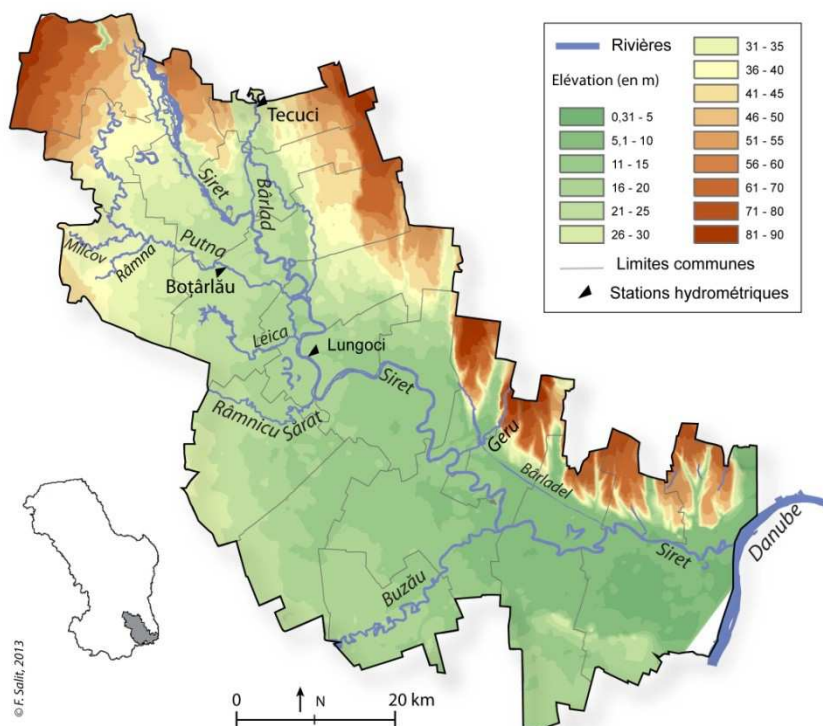 Rivières
Elévation (en m)
0,31 - 5
5,1 - 10
11 - 15
16 - 20
21 - 25
26 - 30
31 - 35
36 - 40
41 - 45
46 - 50
51 - 55
56 - 60
61 - 70
71 - 80
81 - 90
Limites communes
Stations hydrométriques
Tecuci
Siret
Bârlad
Putna
Milcov
Râmna
Boțârlău
Leica
Lungoci
Siret
Râmnicu Sărat
Geru
Bârladel
Siret
Danube
Buzău
0 N 20 km
© F. Salit, 2013